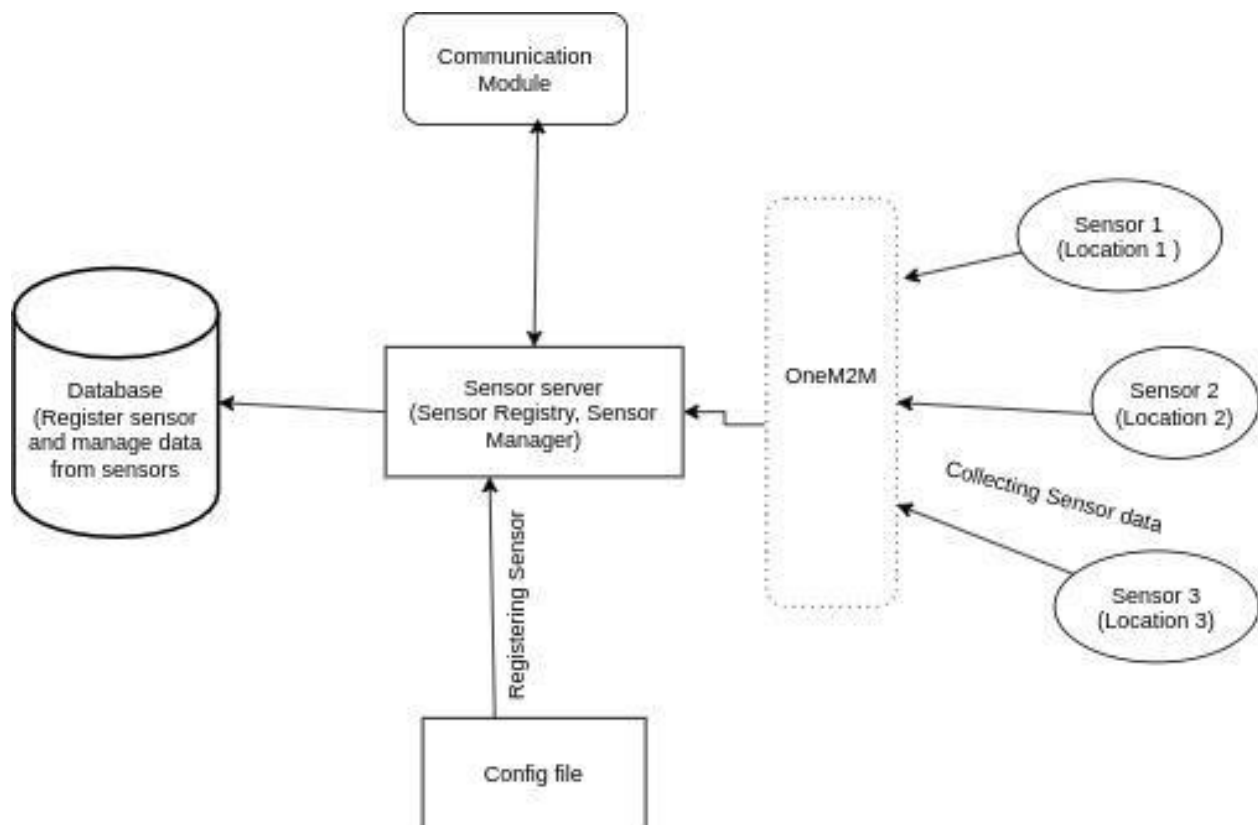 Communication
Module
Sensor 1
(Location 1 )
OneM2M
Sensor server
(Sensor Registry, Sensor
Manager)
Database
(Register sensor
and manage data
from sensors
Sensor 2
(Location 2)
Collecting Sensor data
Registering Sensor
Sensor 3
(Location 3)
Config file